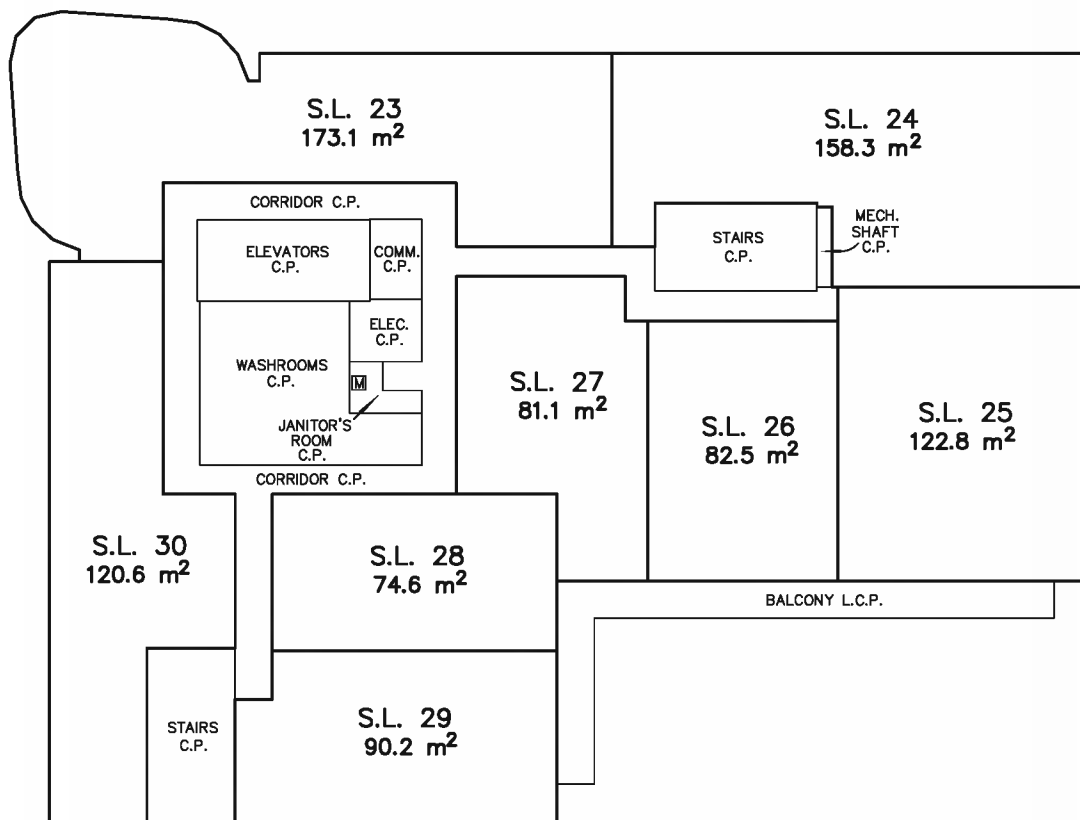 S.L. 23
173.1 m²
S.L. 24
158.3 m²
CORRIDOR C.P.
ELEVATORS
C.P.
COMM.
C.P.
STAIRS
C.P.
MECH.
SHAFT
C.P.
ELEC.
C.P.
WASHROOMS
C.P.
M
JANITOR'S
ROOM
C.P.
CORRIDOR C.P.
S.L. 27
81.1 m²
S.L. 26
82.5 m²
S.L. 25
122.8 m²
S.L. 30
120.6 m²
S.L. 28
74.6 m²
BALCONY L.C.P.
STAIRS
C.P.
S.L. 29
90.2 m²